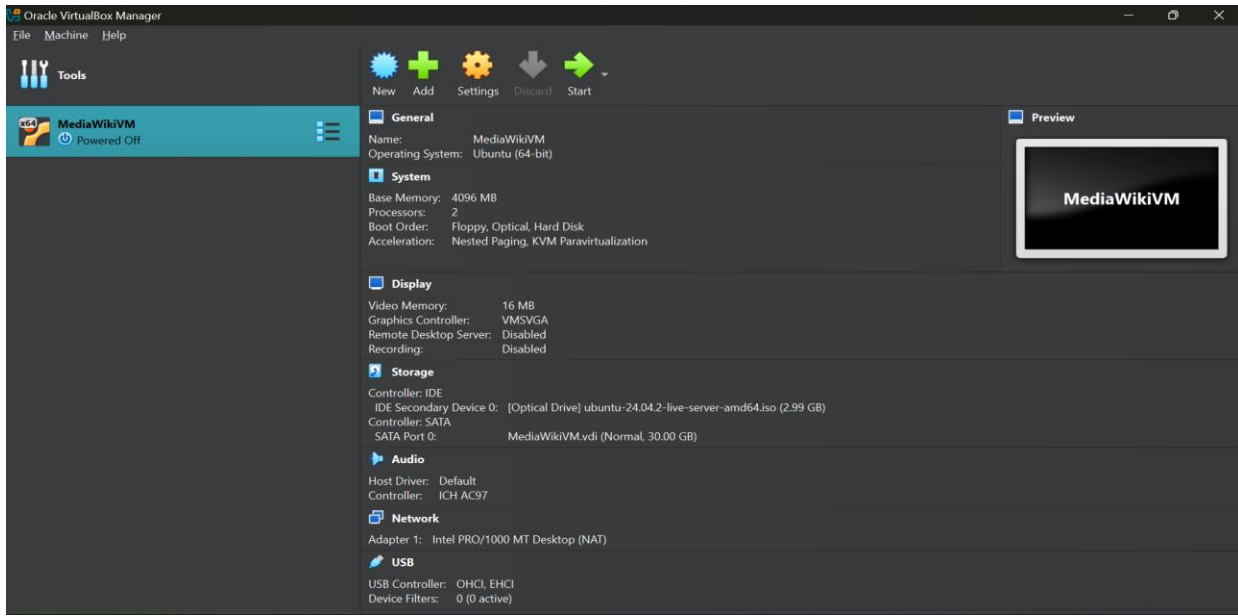 Oracle VirtualBox Manager
File Machine Help
Tools
New Add Settings Discard Start
x64 MediaWikiVM
Powered Off
General
Name: MediaWikiVM
Operating System: Ubuntu (64-bit)
System
Base Memory: 4096 MB
Processors: 2
Boot Order: Floppy, Optical, Hard Disk
Acceleration: Nested Paging, KVM Paravirtualization
Preview
MediaWikiVM
Display
Video Memory: 16 MB
Graphics Controller: VMSVGA
Remote Desktop Server: Disabled
Recording: Disabled
Storage
Controller: IDE
IDE Secondary Device 0: [Optical Drive] ubuntu-24.04.2-live-server-amd64.iso (2.99 GB)
Controller: SATA
SATA Port 0: MediaWikiVM.vdi (Normal, 30.00 GB)
Audio
Host Driver: Default
Controller: ICH AC97
Network
Adapter 1: Intel PRO/1000 MT Desktop (NAT)
USB
USB Controller: OHCI, EHCI
Device Filters: 0 (0 active)